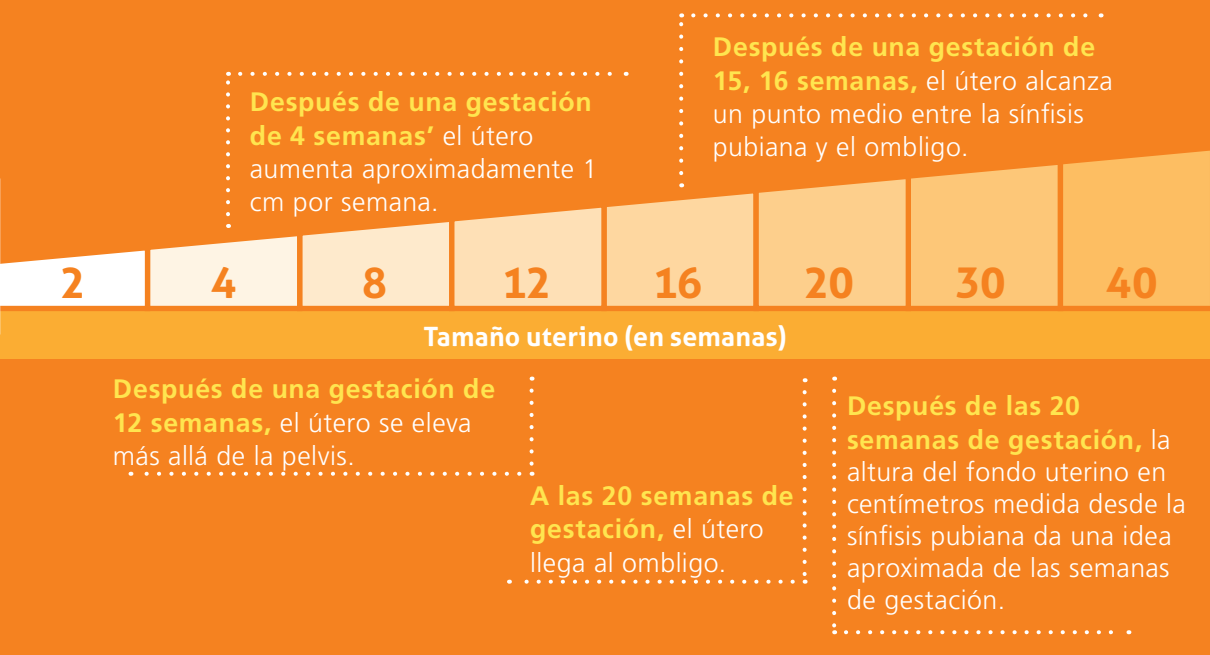 Después de una gestación
de 4 semanas’ el útero
aumenta aproximadamente 1
cm por semana.
Después de una gestación de
15, 16 semanas, el útero alcanza
un punto medio entre la sínfisis
pubiana y el ombligo.
2 4 8 12 16 20 30 40
Tamaño uterino (en semanas)
Después de una gestación de
12 semanas, el útero se eleva
más allá de la pelvis.
A las 20 semanas de
gestación, el útero
llega al ombligo.
Después de las 20
semanas de gestación, la
altura del fondo uterino en
centímetros medida desde la
sínfisis pubiana da una idea
aproximada de las semanas
de gestación.